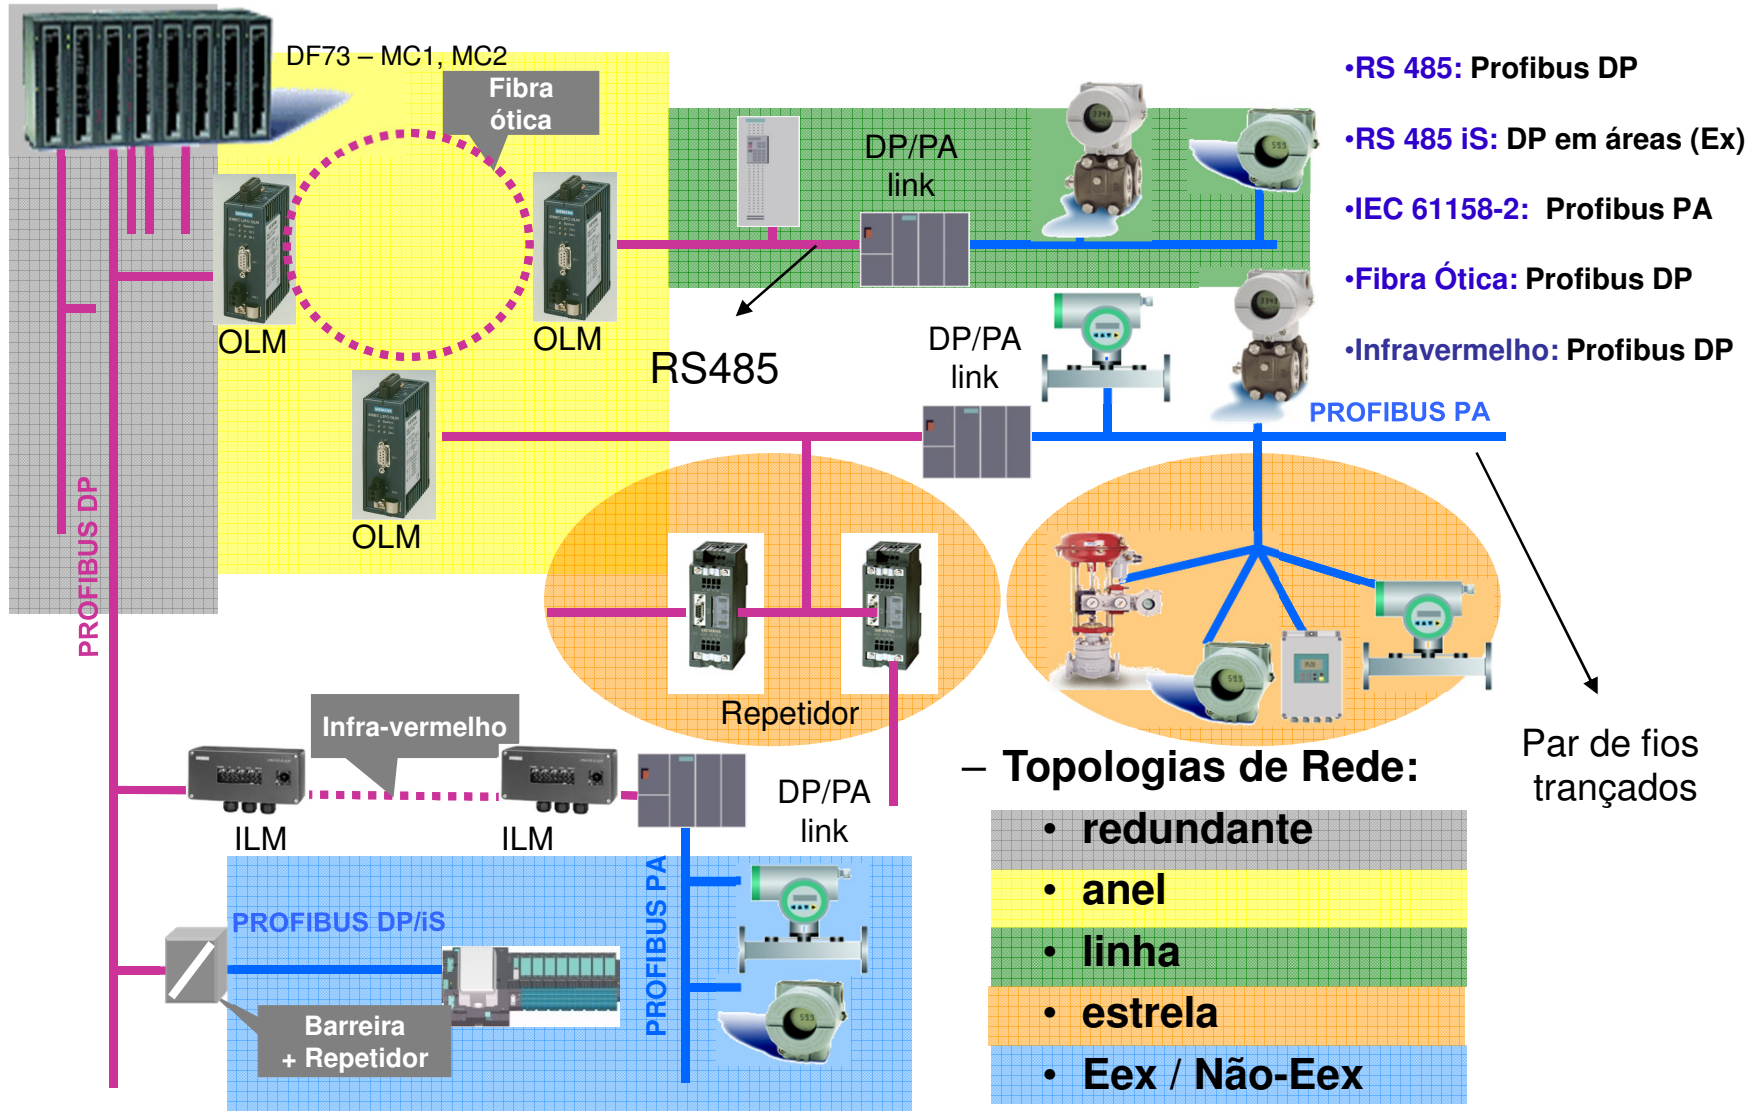 DF73 – MC1, MC2
Fibra
ótica
DP/PA
link
•RS 485: Profibus DP
•RS 485 iS: DP em áreas (Ex)
•IEC 61158-2: Profibus PA
•Fibra Ótica: Profibus DP
•Infravermelho: Profibus DP
OLM
OLM
RS485
DP/PA
link
PROFIBUS PA
OLM
PROFIBUS DP
Repetidor
Infra-vermelho
ILM
ILM
DP/PA
link
Par de fios
trançados
PROFIBUS DP/iS
PROFIBUS PA
Barreira
+ Repetidor
– Topologias de Rede:
• redundante
• anel
• linha
• estrela
• Eex / Não-Eex